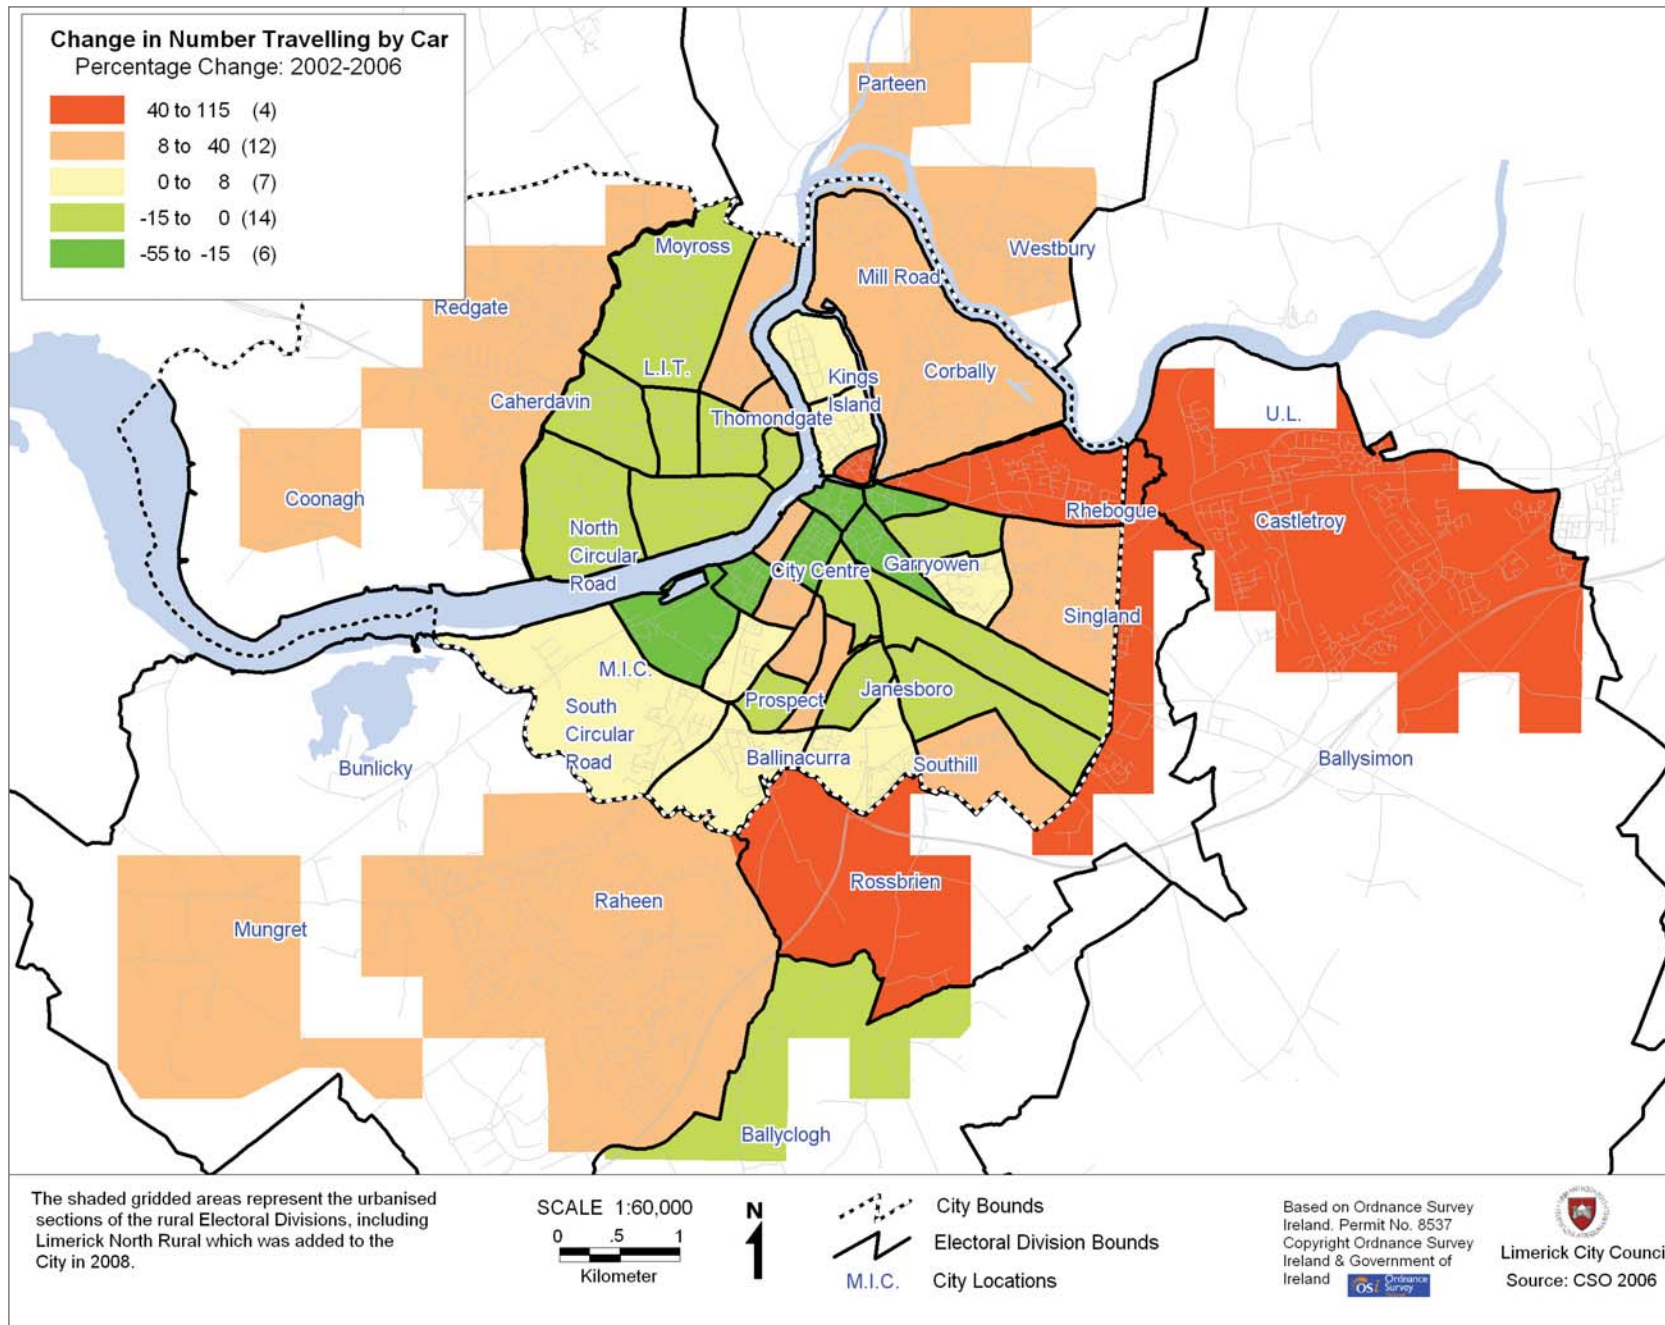 Change in Number Travelling by Car
Percentage Change: 2002-2006
40 to 115 (4)
8 to 40 (12)
0 to 8 (7)
-15 to 0 (14)
-55 to -15 (6)
Parteen
Moyross
Westbury
Mill Road
Redgate
L.I.T.
Kings
Island
Corbally
Caherdavin
Thomondgate
U.L.
Coonagh
North
Circular
Road
Rhebogue
Castletroy
City Centre
Garryowen
Singland
M.I.C.
South
Circular
Road
Prospect
Janesboro
Bunlicky
Ballinacurra
Southill
Ballysimon
Raheen
Rossbrien
Mungret
Ballyclogh
The shaded gridded areas represent the urbanised
sections of the rural Electoral Divisions, including
Limerick North Rural which was added to the
City in 2008.
SCALE 1:60,000
0 .5 1
Kilometer
N
City Bounds
Electoral Division Bounds
M.I.C. City Locations
Based on Ordnance Survey
Ireland. Permit No. 8537
Copyright Ordnance Survey
Ireland & Government of
Ireland
OSi Ordnance
Survey
Limerick City Counci
Source: CSO 2006